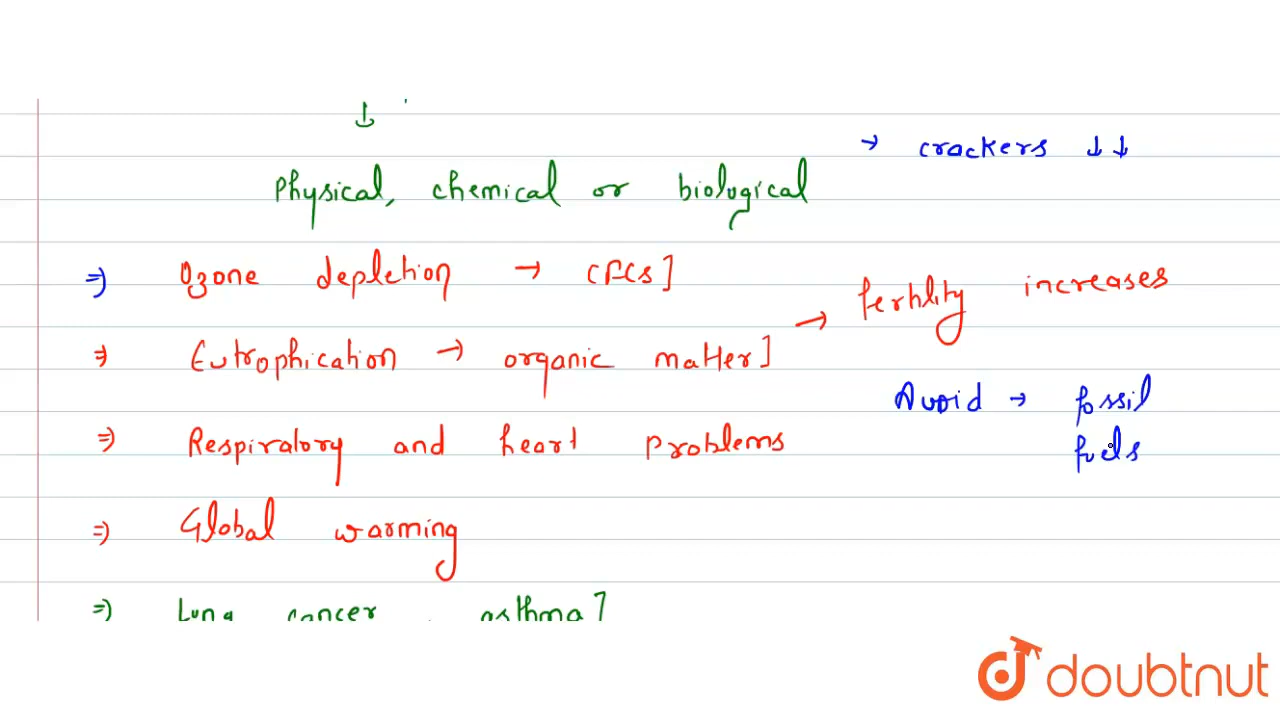 ↓
→ crackers ↓↓
Physical, chemical or biological
⇒ Ozone depletion → CFCs]
→ fertility increases
⇒ Eutrophication → organic matter]
Avoid → fossil
fuels
⇒ Respiratory and heart problems
⇒ Global warming
⇒ Lung cancer, asthma]
doubtnut